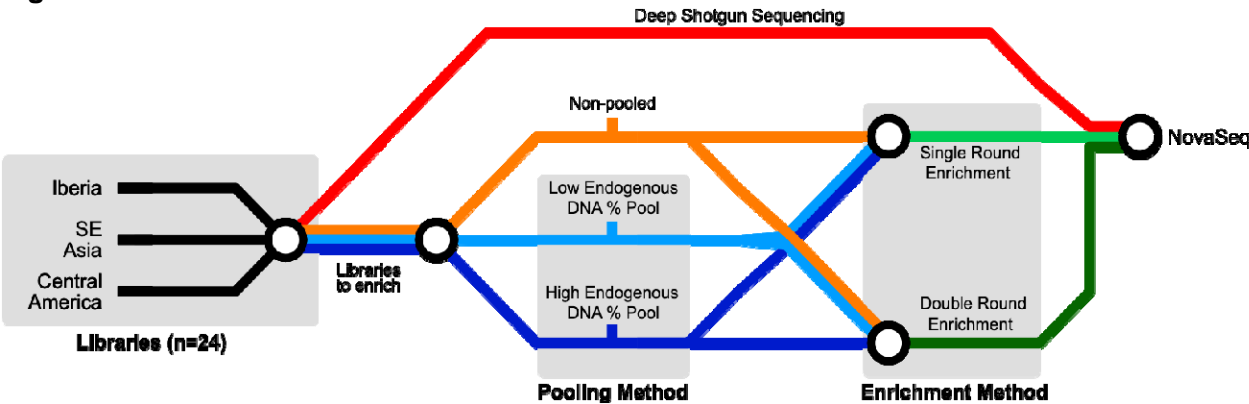 Deep Shotgun Sequencing
Non-pooled
NovaSeq
Single Round
Enrichment
Iberia
SE
Asia
Central
America
Low Endogenous
DNA % Pool
Libraries
to enrich
High Endogenous
DNA % Pool
Double Round
Enrichment
Libraries (n=24)
Pooling Method
Enrichment Method